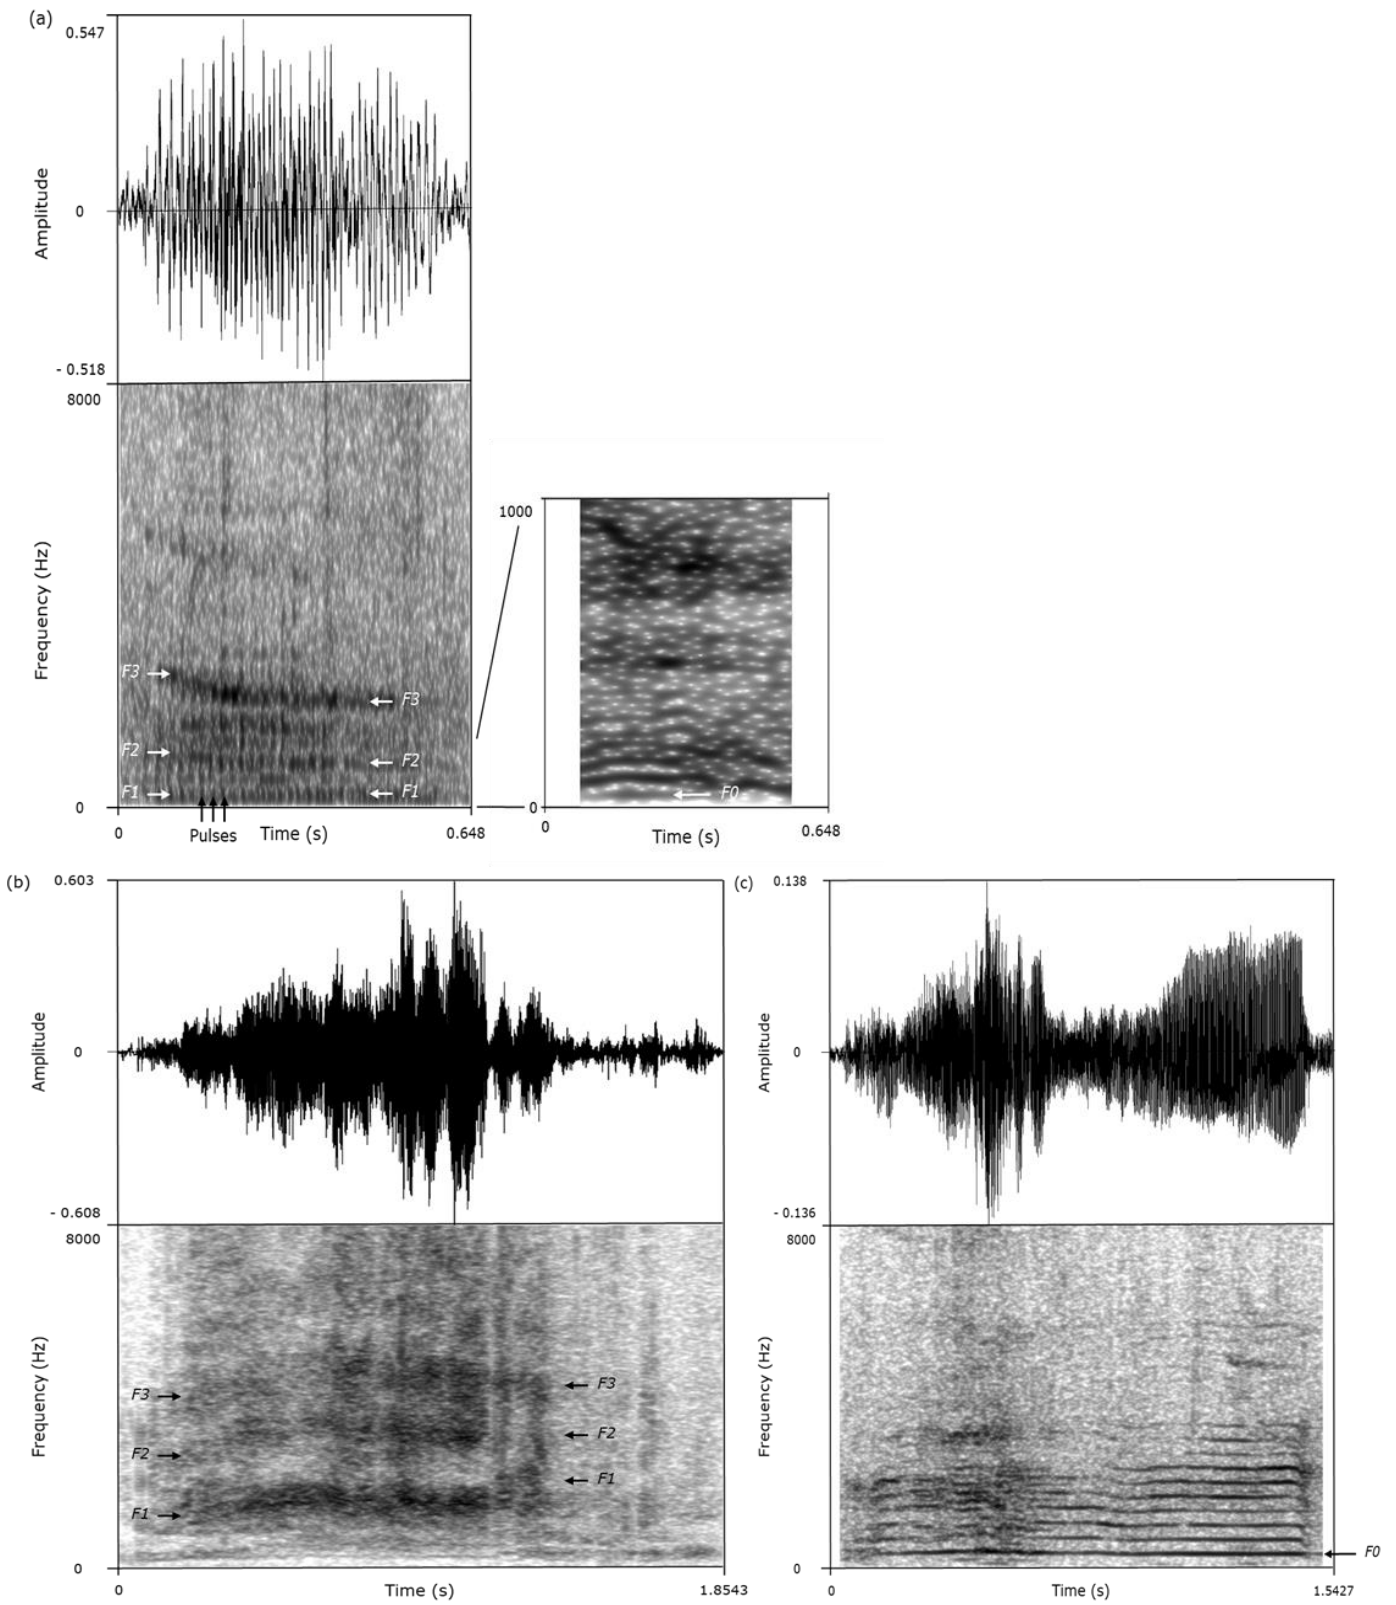 (a)
0.547
Amplitude
0
- 0.518
8000
Frequency (Hz)
F3
F3
F2
F2
F1
F1
0
0
Pulses
Time (s)
0.648
1000
0
F0
0
Time (s)
0.648
(b)
0.603
Amplitude
0
- 0.608
8000
Frequency (Hz)
F3
F3
F2
F2
F1
F1
0
0
Time (s)
1.8543
(c)
0.138
Amplitude
0
- 0.136
8000
Frequency (Hz)
F0
0
0
Time (s)
1.5427